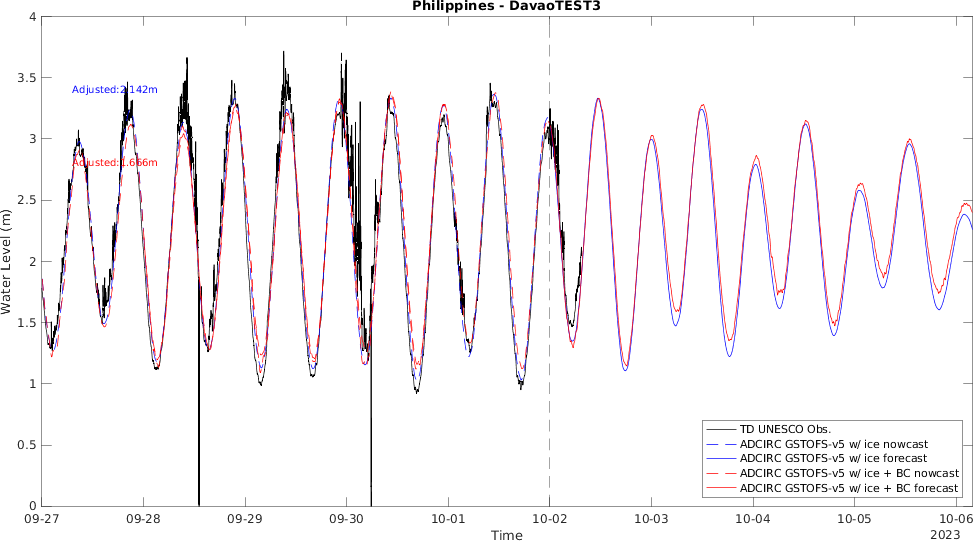 Philippines - DavaoTEST3
4
3.5
3
2.5
2
1.5
1
0.5
0
Water Level (m)
Adjusted:2.142m
Adjusted:1.666m
TD UNESCO Obs.
ADCIRC GSTOFS-v5 w/ ice nowcast
ADCIRC GSTOFS-v5 w/ ice forecast
ADCIRC GSTOFS-v5 w/ ice + BC nowcast
ADCIRC GSTOFS-v5 w/ ice + BC forecast
09-27 09-28 09-29 09-30 10-01 10-02 10-03 10-04 10-05 10-06
Time
2023